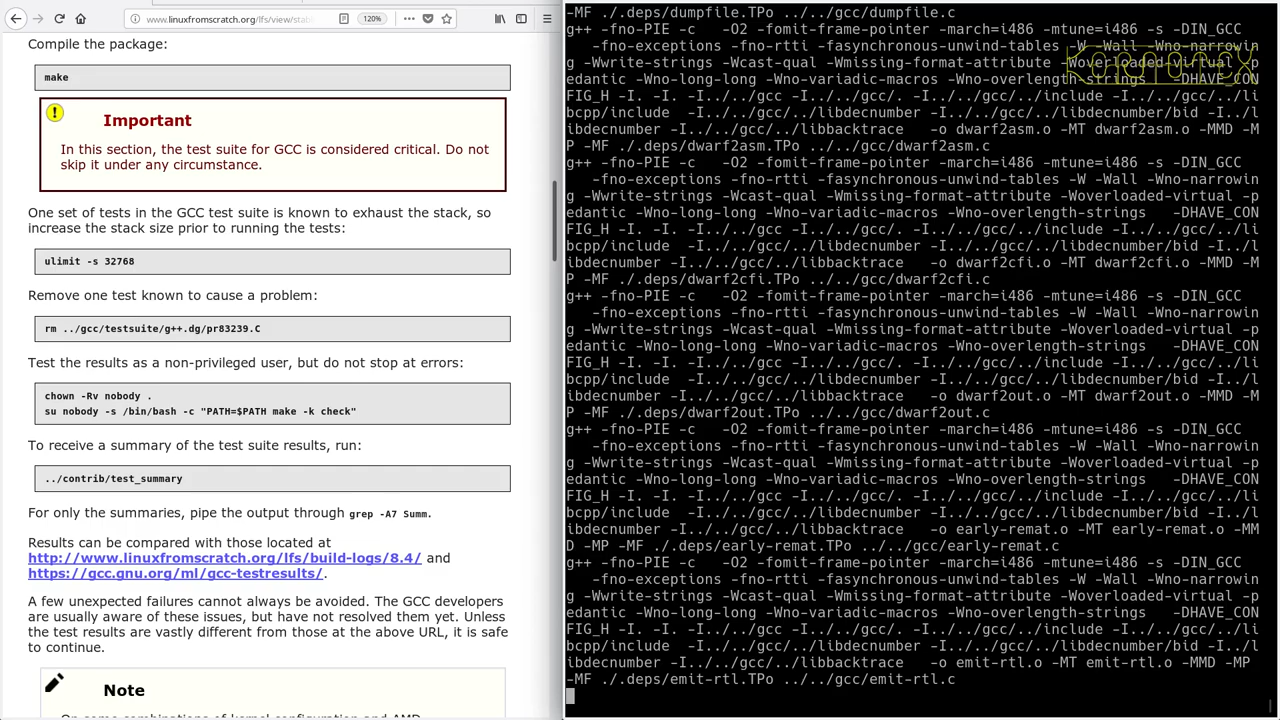 www.linuxfromscratch.org/lfs/view/stabl
120%
Compile the package:
make
Important
In this section, the test suite for GCC is considered critical. Do not
skip it under any circumstance.
One set of tests in the GCC test suite is known to exhaust the stack, so
increase the stack size prior to running the tests:
ulimit -s 32768
Remove one test known to cause a problem:
rm ../gcc/testsuite/g++.dg/pr83239.C
Test the results as a non-privileged user, but do not stop at errors:
chown -Rv nobody .
su nobody -s /bin/bash -c "PATH=$PATH make -k check"
To receive a summary of the test suite results, run:
../contrib/test_summary
For only the summaries, pipe the output through grep -A7 Summ.
Results can be compared with those located at
http://www.linuxfromscratch.org/lfs/build-logs/8.4/ and
https://gcc.gnu.org/ml/gcc-testresults/.
A few unexpected failures cannot always be avoided. The GCC developers
are usually aware of these issues, but have not resolved them yet. Unless
the test results are vastly different from those at the above URL, it is safe
to continue.
Note
-MF ./.deps/dumpfile.TPo ../../gcc/dumpfile.c
g++ -fno-PIE -c   -O2 -fomit-frame-pointer -march=i486 -mtune=i486 -s -DIN_GCC
-fno-exceptions -fno-rtti -fasynchronous-unwind-tables -W -Wall -Wno-narrowin
g -Wwrite-strings -Wcast-qual -Wmissing-format-attribute -Woverloaded-virtual -p
edantic -Wno-long-long -Wno-variadic-macros -Wno-overlength-strings   -DHAVE_CON
FIG_H -I. -I. -I../../gcc -I../../gcc/. -I../../gcc/../include -I../../gcc/../li
bcpp/include  -I../../gcc/../libdecnumber -I../../gcc/../libdecnumber/bid -I../l
ibdecnumber -I../../gcc/../libbacktrace   -o dwarf2asm.o -MT dwarf2asm.o -MMD -M
P -MF ./.deps/dwarf2asm.TPo ../../gcc/dwarf2asm.c
g++ -fno-PIE -c   -O2 -fomit-frame-pointer -march=i486 -mtune=i486 -s -DIN_GCC
-fno-exceptions -fno-rtti -fasynchronous-unwind-tables -W -Wall -Wno-narrowin
g -Wwrite-strings -Wcast-qual -Wmissing-format-attribute -Woverloaded-virtual -p
edantic -Wno-long-long -Wno-variadic-macros -Wno-overlength-strings   -DHAVE_CON
FIG_H -I. -I. -I../../gcc -I../../gcc/. -I../../gcc/../include -I../../gcc/../li
bcpp/include  -I../../gcc/../libdecnumber -I../../gcc/../libdecnumber/bid -I../l
ibdecnumber -I../../gcc/../libbacktrace   -o dwarf2cfi.o -MT dwarf2cfi.o -MMD -M
P -MF ./.deps/dwarf2cfi.TPo ../../gcc/dwarf2cfi.c
g++ -fno-PIE -c   -O2 -fomit-frame-pointer -march=i486 -mtune=i486 -s -DIN_GCC
-fno-exceptions -fno-rtti -fasynchronous-unwind-tables -W -Wall -Wno-narrowin
g -Wwrite-strings -Wcast-qual -Wmissing-format-attribute -Woverloaded-virtual -p
edantic -Wno-long-long -Wno-variadic-macros -Wno-overlength-strings   -DHAVE_CON
FIG_H -I. -I. -I../../gcc -I../../gcc/. -I../../gcc/../include -I../../gcc/../li
bcpp/include  -I../../gcc/../libdecnumber -I../../gcc/../libdecnumber/bid -I../l
ibdecnumber -I../../gcc/../libbacktrace   -o dwarf2out.o -MT dwarf2out.o -MMD -M
P -MF ./.deps/dwarf2out.TPo ../../gcc/dwarf2out.c
g++ -fno-PIE -c   -O2 -fomit-frame-pointer -march=i486 -mtune=i486 -s -DIN_GCC
-fno-exceptions -fno-rtti -fasynchronous-unwind-tables -W -Wall -Wno-narrowin
g -Wwrite-strings -Wcast-qual -Wmissing-format-attribute -Woverloaded-virtual -p
edantic -Wno-long-long -Wno-variadic-macros -Wno-overlength-strings   -DHAVE_CON
FIG_H -I. -I. -I../../gcc -I../../gcc/. -I../../gcc/../include -I../../gcc/../li
bcpp/include  -I../../gcc/../libdecnumber -I../../gcc/../libdecnumber/bid -I../l
ibdecnumber -I../../gcc/../libbacktrace   -o early-remat.o -MT early-remat.o -MM
D -MP -MF ./.deps/early-remat.TPo ../../gcc/early-remat.c
g++ -fno-PIE -c   -O2 -fomit-frame-pointer -march=i486 -mtune=i486 -s -DIN_GCC
-fno-exceptions -fno-rtti -fasynchronous-unwind-tables -W -Wall -Wno-narrowin
g -Wwrite-strings -Wcast-qual -Wmissing-format-attribute -Woverloaded-virtual -p
edantic -Wno-long-long -Wno-variadic-macros -Wno-overlength-strings   -DHAVE_CON
FIG_H -I. -I. -I../../gcc -I../../gcc/. -I../../gcc/../include -I../../gcc/../li
bcpp/include  -I../../gcc/../libdecnumber -I../../gcc/../libdecnumber/bid -I../l
ibdecnumber -I../../gcc/../libbacktrace   -o emit-rtl.o -MT emit-rtl.o -MMD -MP
-MF ./.deps/emit-rtl.TPo ../../gcc/emit-rtl.c